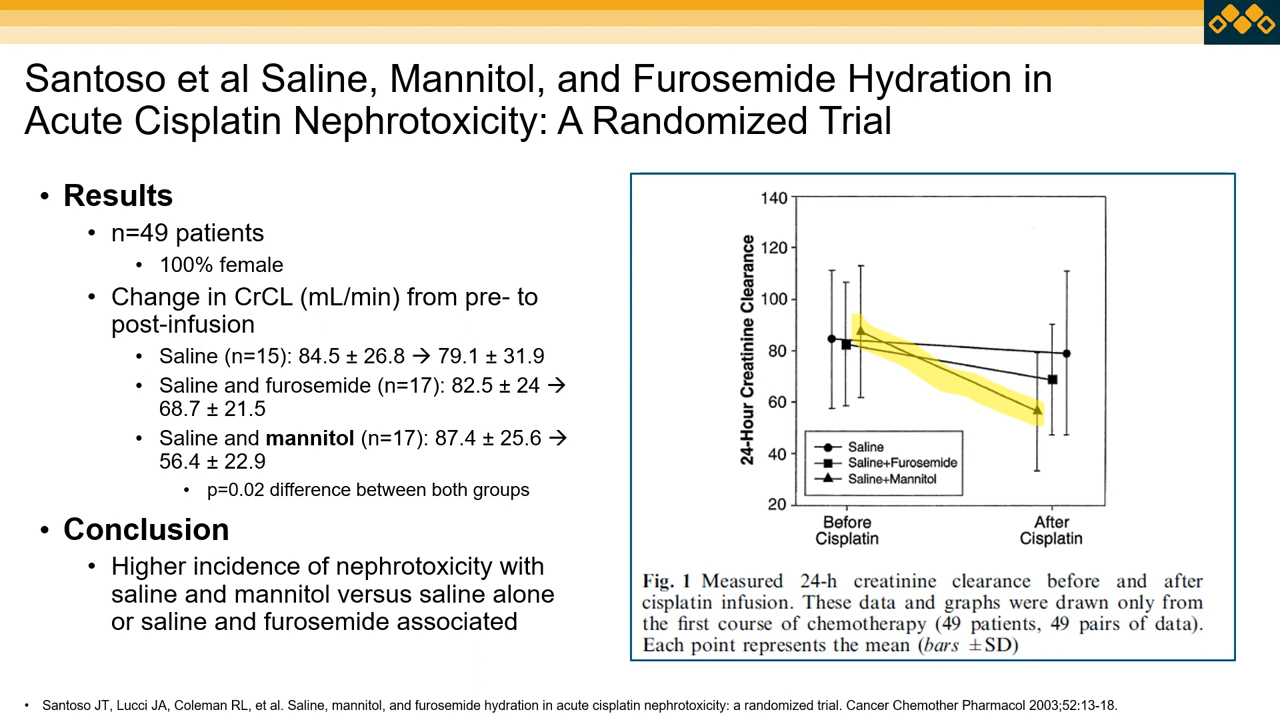 Santoso et al Saline, Mannitol, and Furosemide Hydration in
Acute Cisplatin Nephrotoxicity: A Randomized Trial
• Results
• n=49 patients
• 100% female
• Change in CrCL (mL/min) from pre- to
post-infusion
• Saline (n=15): 84.5 ± 26.8 → 79.1 ± 31.9
• Saline and furosemide (n=17): 82.5 ± 24 →
68.7 ± 21.5
• Saline and mannitol (n=17): 87.4 ± 25.6 →
56.4 ± 22.9
• p=0.02 difference between both groups
• Conclusion
• Higher incidence of nephrotoxicity with
saline and mannitol versus saline alone
or saline and furosemide associated
24-Hour Creatinine Clearance
140
120
100
80
60
40
20
Saline
Saline+Furosemide
Saline+Mannitol
Before
Cisplatin
After
Cisplatin
Fig. 1 Measured 24-h creatinine clearance before and after
cisplatin infusion. These data and graphs were drawn only from
the first course of chemotherapy (49 patients, 49 pairs of data).
Each point represents the mean (bars ±SD)
• Santoso JT, Lucci JA, Coleman RL, et al. Saline, mannitol, and furosemide hydration in acute cisplatin nephrotoxicity: a randomized trial. Cancer Chemother Pharmacol 2003;52:13-18.